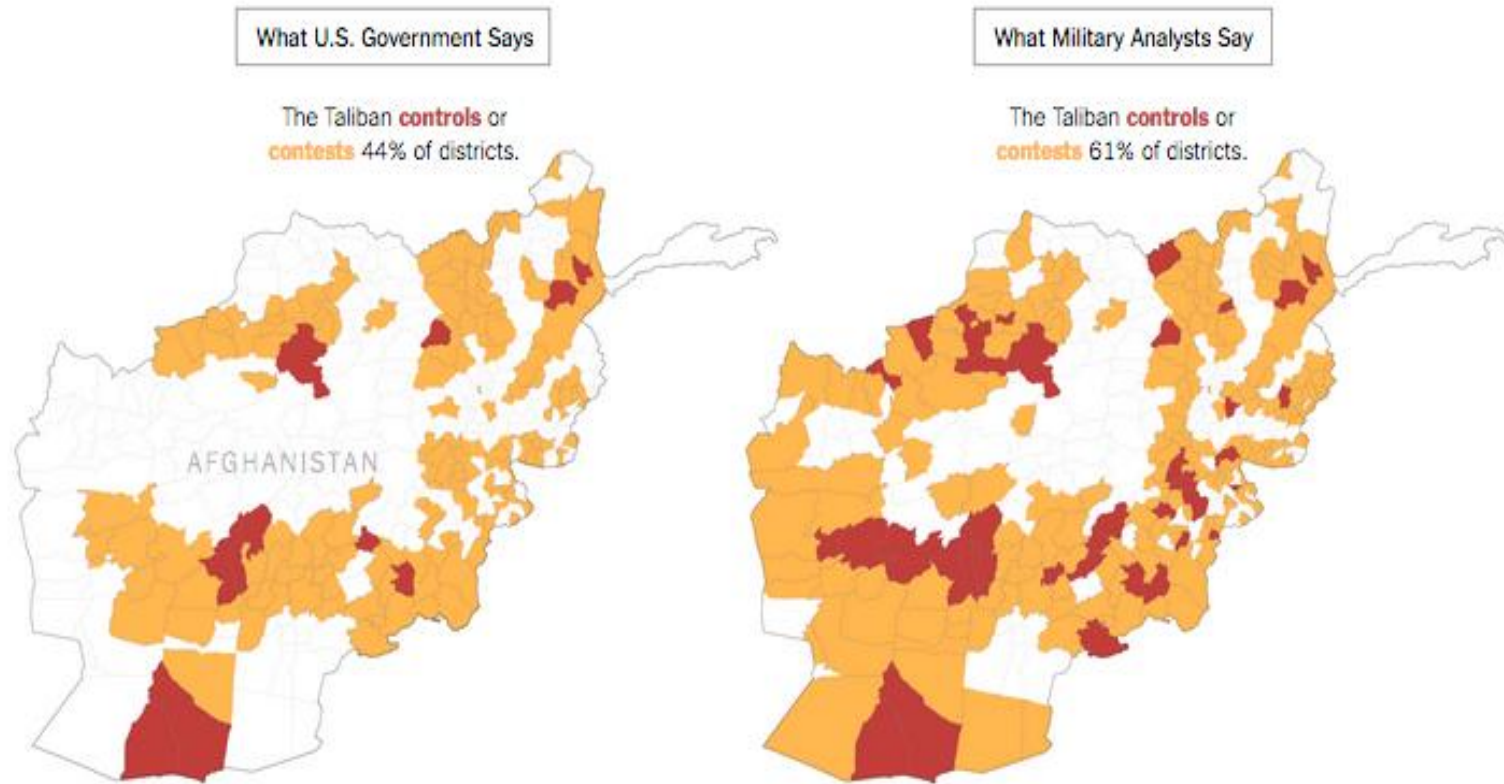 What U.S. Government Says
The Taliban controls or
contests 44% of districts.
AFGHANISTAN
What Military Analysts Say
The Taliban controls or
contests 61% of districts.